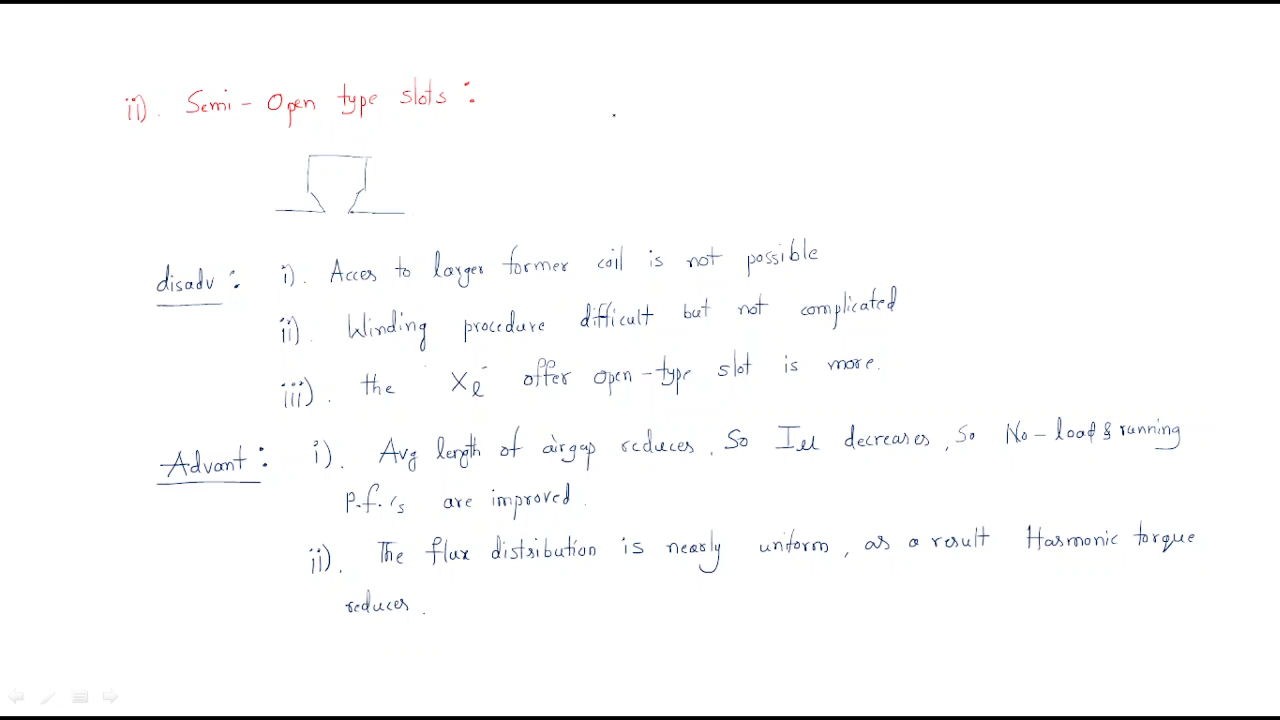 ii). Semi - Open type slots :
disadv : i). Acces to larger former coil is not possible
ii). Winding procedure difficult but not complicated
iii). the Xl offer open-type slot is more.
Advant : i). Avg length of airgap reduces. So Iμ decreases, So No-load & running
p.f.'s are improved.
ii). The flux distribution is nearly uniform, as a result Harmonic torque
reduces.